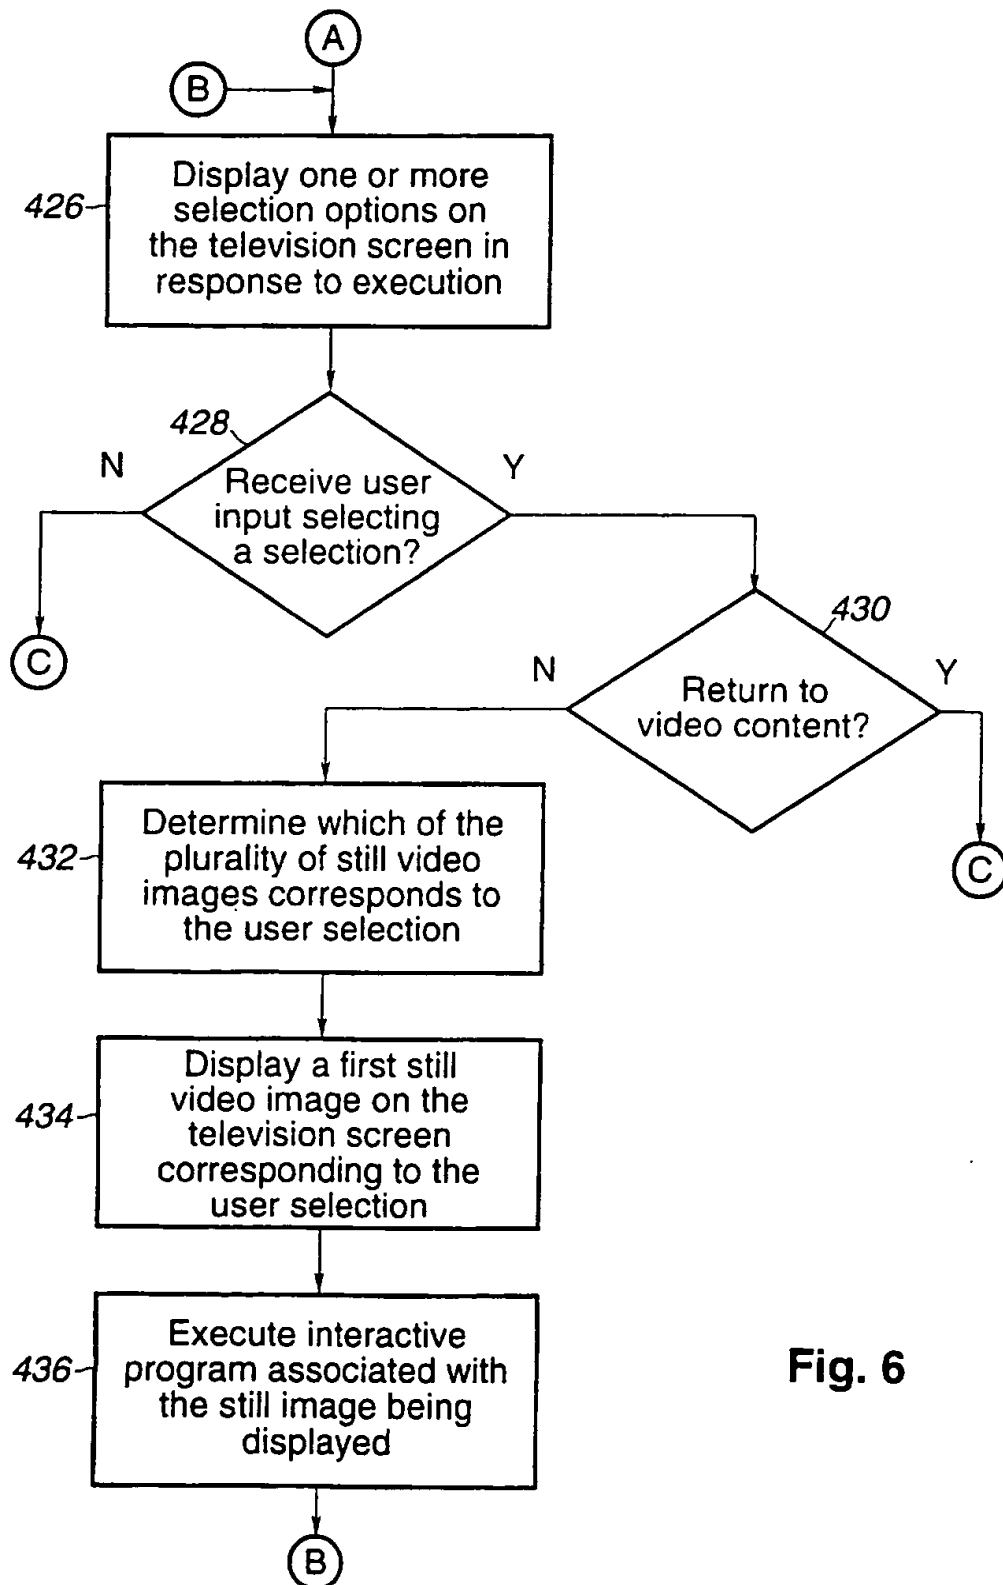 A
B
426
Display one or more
selection options on
the television screen in
response to execution
428
N
Y
Receive user
input selecting
a selection?
C
430
N
Y
Return to
video content?
C
432
Determine which of the
plurality of still video
images corresponds to
the user selection
434
Display a first still
video image on the
television screen
corresponding to the
user selection
436
Execute interactive
program associated with
the still image being
displayed
B
Fig. 6